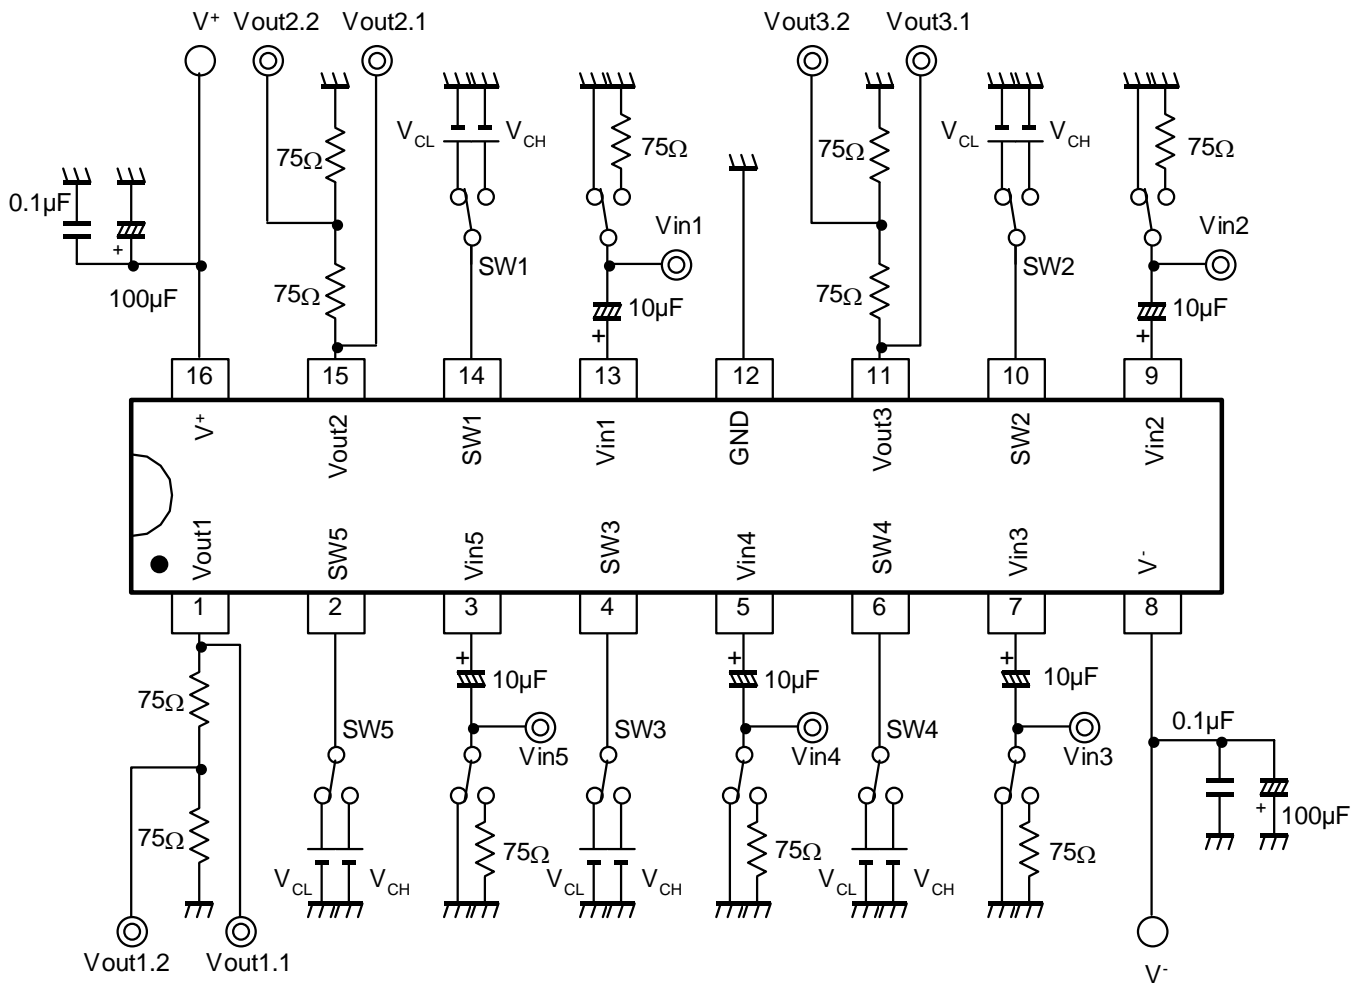 V⁺ Vout2.2 Vout2.1 Vout3.2 Vout3.1
V_CL V_CH 75Ω V_CL V_CH 75Ω
75Ω 75Ω
0.1µF
Vin1 Vin2
+ SW1 SW2
100µF 75Ω 10µF 75Ω 10µF
+ +
16 15 14 13 12 11 10 9
V⁺ Vout2 SW1 Vin1 GND Vout3 SW2 Vin2
Vout1 SW5 Vin5 SW3 Vin4 SW4 Vin3 V⁻
1 2 3 4 5 6 7 8
+ + +
75Ω 10µF 10µF 10µF
SW5 SW3 SW4 0.1µF
Vin5 Vin4 Vin3
+ 100µF
75Ω 75Ω 75Ω 75Ω
V_CL V_CH V_CL V_CH V_CL V_CH
Vout1.2 Vout1.1 V⁻